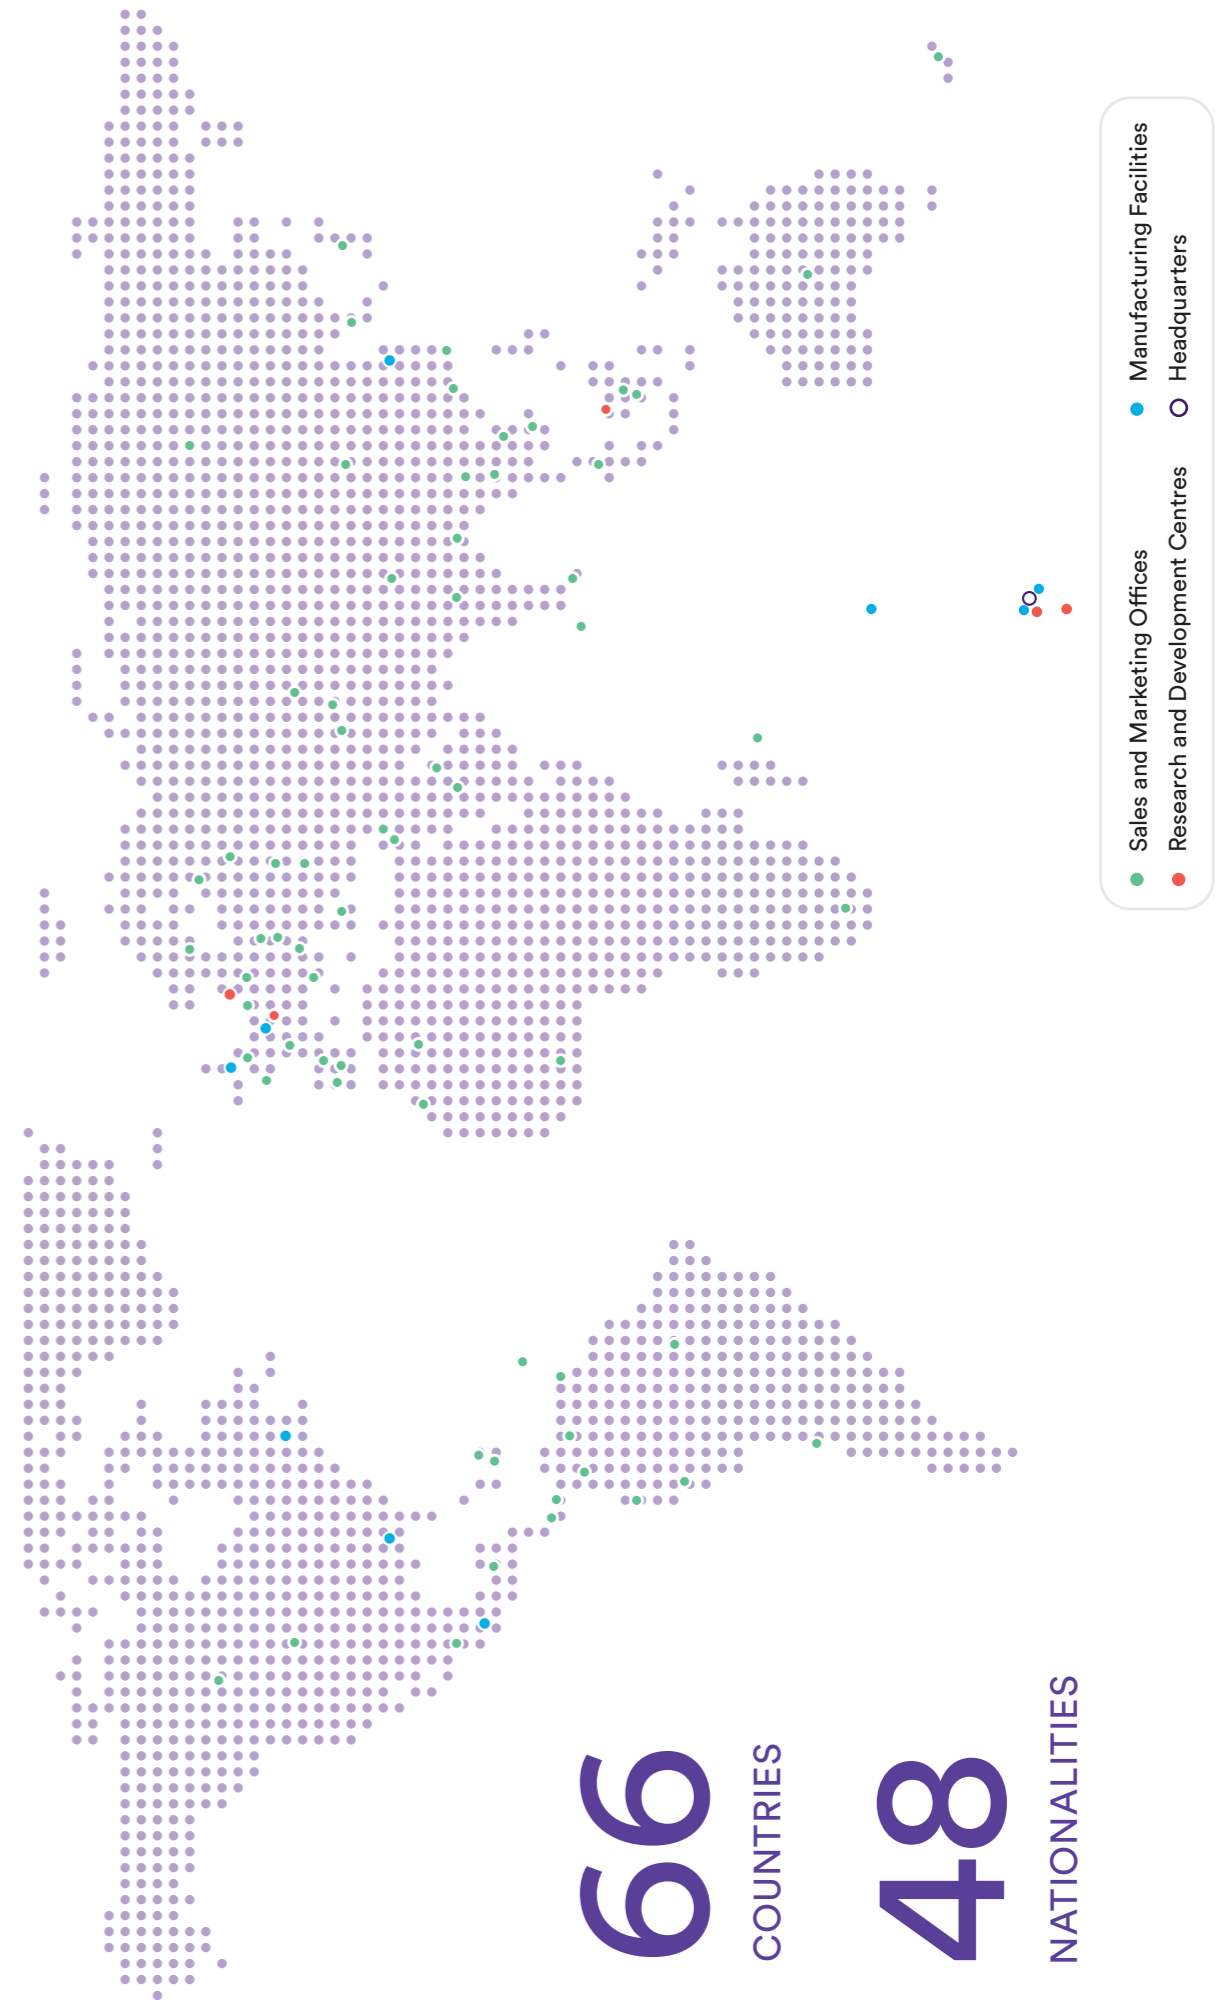 66
COUNTRIES
48
NATIONALITIES
Sales and Marketing Offices
Manufacturing Facilities
Research and Development Centres
Headquarters